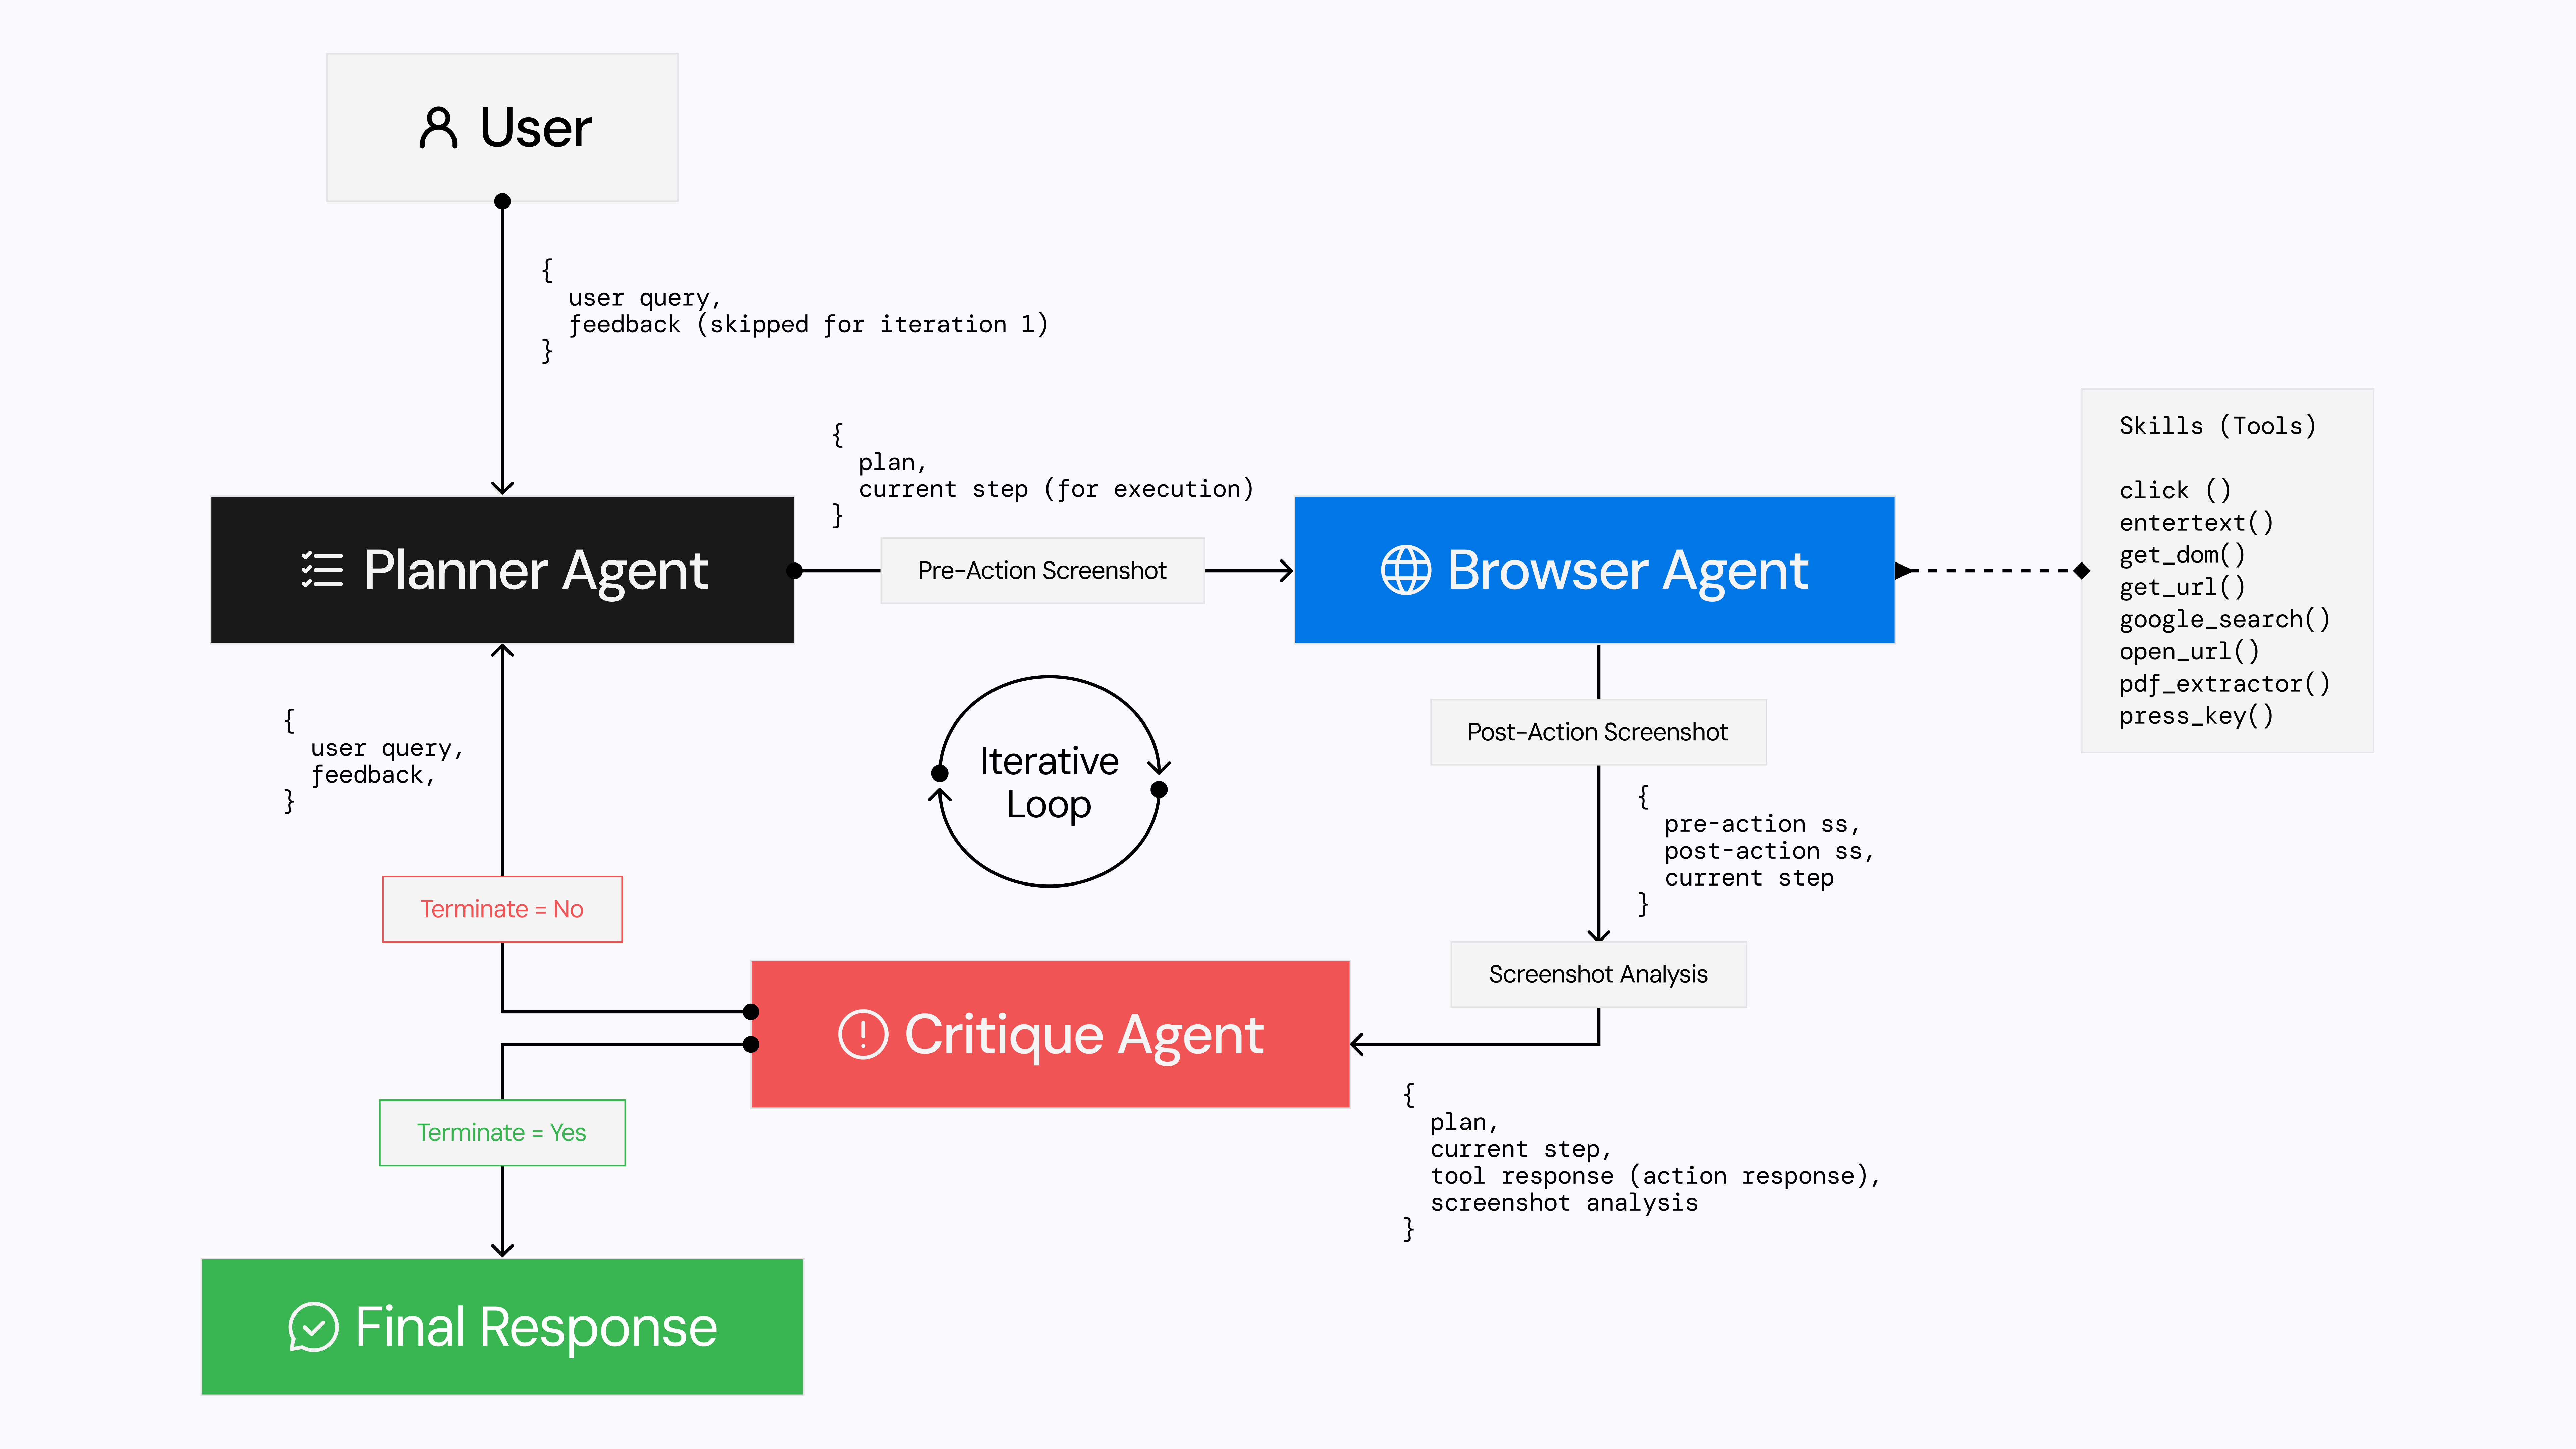 User
{
user query,
feedback (skipped for iteration 1)
}
{
plan,
current step (for execution)
}
Planner Agent
Pre-Action Screenshot
Browser Agent
Skills (Tools)
click ()
entertext()
get_dom()
get_url()
google_search()
open_url()
pdf_extractor()
press_key()
{
user query,
feedback,
}
Iterative
Loop
Post-Action Screenshot
{
pre-action ss,
post-action ss,
current step
}
Terminate = No
Screenshot Analysis
Critique Agent
{
plan,
current step,
tool response (action response),
screenshot analysis
}
Terminate = Yes
Final Response